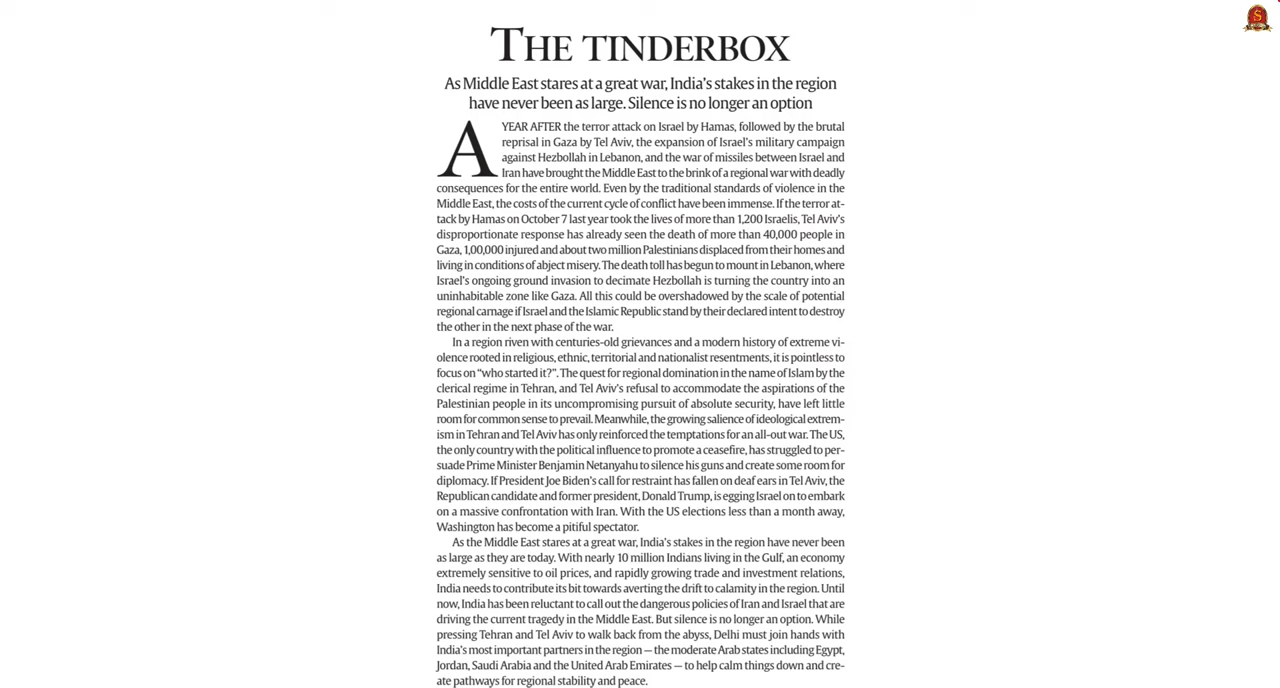 THE TINDERBOX
As Middle East stares at a great war, India's stakes in the region
have never been as large. Silence is no longer an option
A YEAR AFTER the terror attack on Israel by Hamas, followed by the brutal
reprisal in Gaza by Tel Aviv, the expansion of Israel's military campaign
against Hezbollah in Lebanon, and the war of missiles between Israel and
Iran have brought the Middle East to the brink of a regional war with deadly
consequences for the entire world. Even by the traditional standards of violence in the
Middle East, the costs of the current cycle of conflict have been immense. If the terror at-
tack by Hamas on October 7 last year took the lives of more than 1,200 Israelis, Tel Aviv's
disproportionate response has already seen the death of more than 40,000 people in
Gaza, 1,00,000 injured and about two million Palestinians displaced from their homes and
living in conditions of abject misery. The death toll has begun to mount in Lebanon, where
Israel's ongoing ground invasion to decimate Hezbollah is turning the country into an
uninhabitable zone like Gaza. All this could be overshadowed by the scale of potential
regional carnage if Israel and the Islamic Republic stand by their declared intent to destroy
the other in the next phase of the war.
In a region riven with centuries-old grievances and a modern history of extreme vi-
olence rooted in religious, ethnic, territorial and nationalist resentments, it is pointless to
focus on "who started it?". The quest for regional domination in the name of Islam by the
clerical regime in Tehran, and Tel Aviv's refusal to accommodate the aspirations of the
Palestinian people in its uncompromising pursuit of absolute security, have left little
room for common sense to prevail. Meanwhile, the growing salience of ideological extrem-
ism in Tehran and Tel Aviv has only reinforced the temptations for an all-out war. The US,
the only country with the political influence to promote a ceasefire, has struggled to per-
suade Prime Minister Benjamin Netanyahu to silence his guns and create some room for
diplomacy. If President Joe Biden's call for restraint has fallen on deaf ears in Tel Aviv, the
Republican candidate and former president, Donald Trump, is egging Israel on to embark
on a massive confrontation with Iran. With the US elections less than a month away,
Washington has become a pitiful spectator.
As the Middle East stares at a great war, India's stakes in the region have never been
as large as they are today. With nearly 10 million Indians living in the Gulf, an economy
extremely sensitive to oil prices, and rapidly growing trade and investment relations,
India needs to contribute its bit towards averting the drift to calamity in the region. Until
now, India has been reluctant to call out the dangerous policies of Iran and Israel that are
driving the current tragedy in the Middle East. But silence is no longer an option. While
pressing Tehran and Tel Aviv to walk back from the abyss, Delhi must join hands with
India's most important partners in the region — the moderate Arab states including Egypt,
Jordan, Saudi Arabia and the United Arab Emirates — to help calm things down and cre-
ate pathways for regional stability and peace.